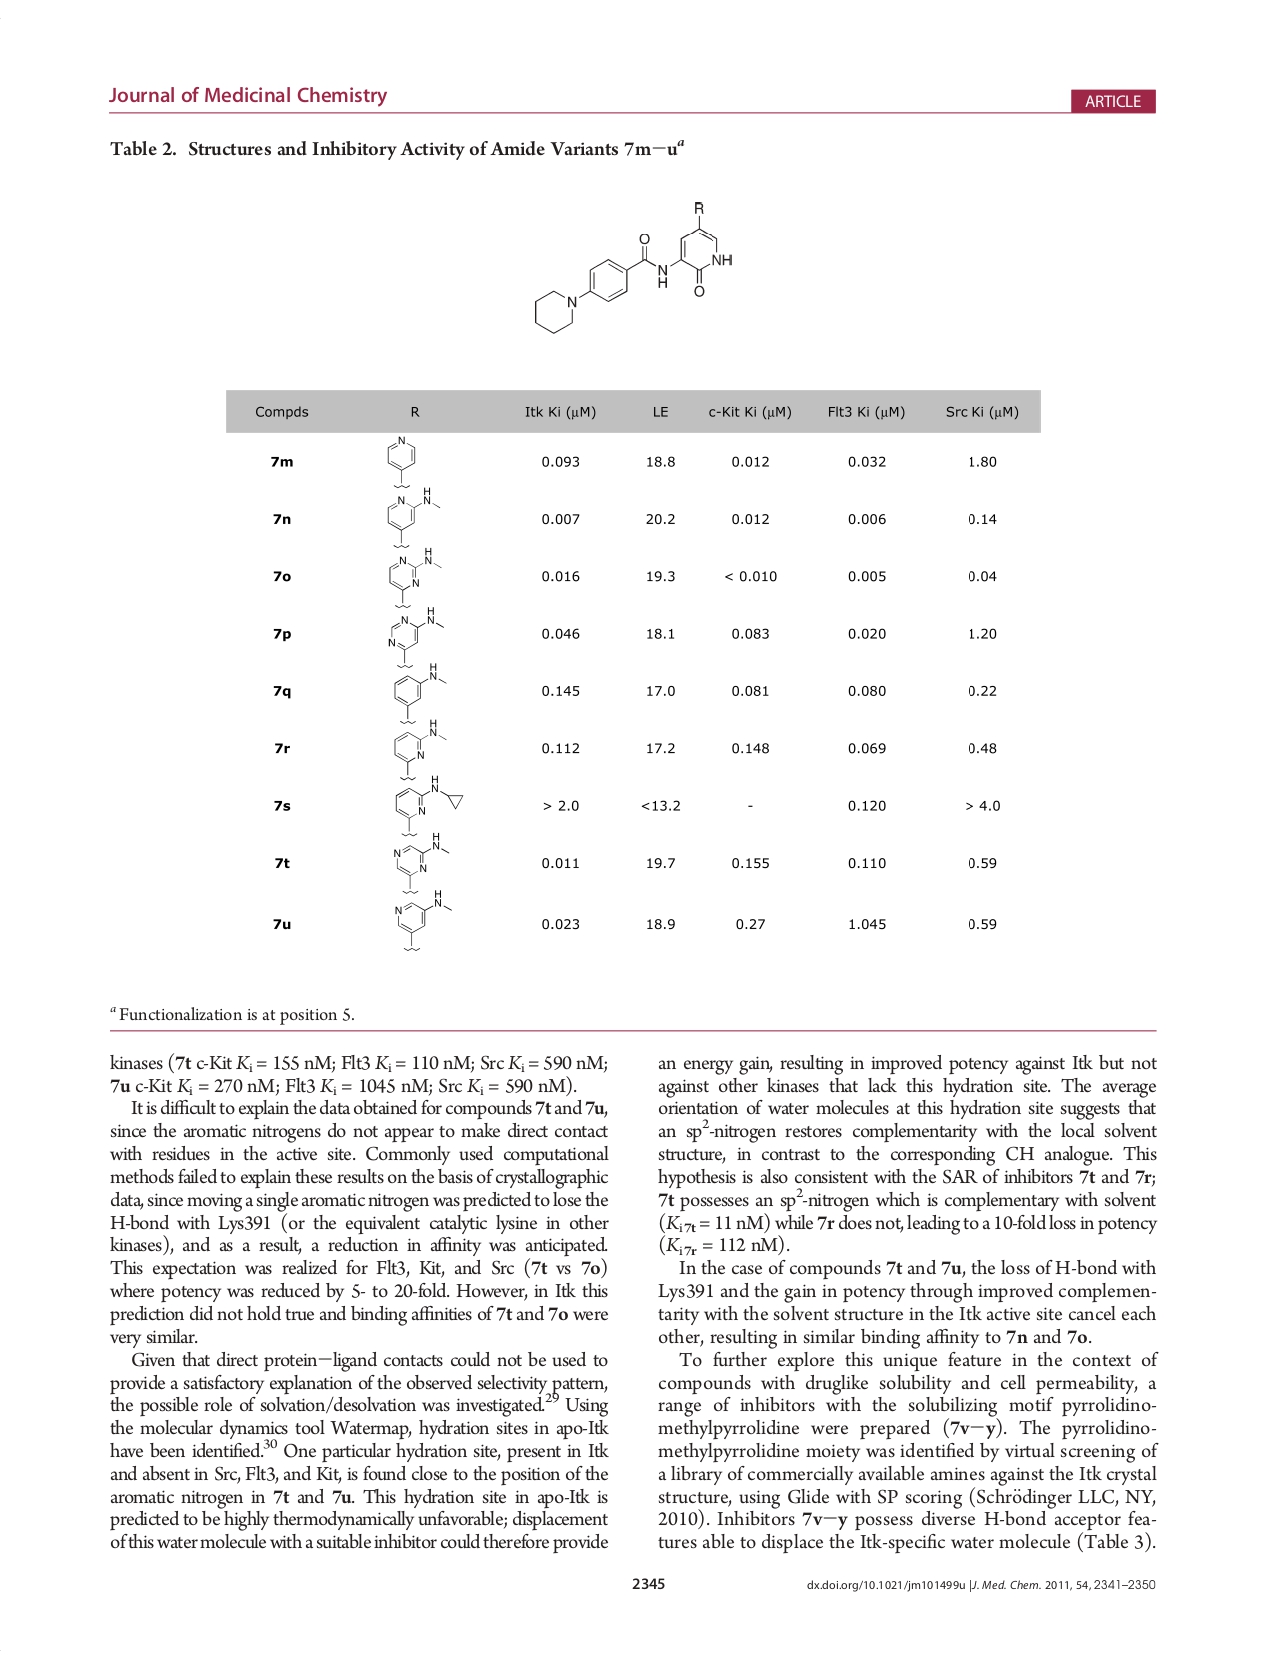 Journal of Medicinal Chemistry
ARTICLE
Table 2. Structures and Inhibitory Activity of Amide Variants 7m−uᵃ
R
O
N
H
NH
O
N
Compds R Itk Ki (μM) LE c-Kit Ki (μM) Flt3 Ki (μM) Src Ki (μM)
N
7m 0.093 18.8 0.012 0.032 1.80
H
N N
7n 0.007 20.2 0.012 0.006 0.14
H
N N
N
7o 0.016 19.3 < 0.010 0.005 0.04
H
N N
N
7p 0.046 18.1 0.083 0.020 1.20
H
N
7q 0.145 17.0 0.081 0.080 0.22
H
N
N
7r 0.112 17.2 0.148 0.069 0.48
H
N
N
7s > 2.0 <13.2 - 0.120 > 4.0
H
N N
N
7t 0.011 19.7 0.155 0.110 0.59
H
N N
7u 0.023 18.9 0.27 1.045 0.59
ᵃ Functionalization is at position 5.
kinases (7t c-Kit Kᵢ = 155 nM; Flt3 Kᵢ = 110 nM; Src Kᵢ = 590 nM;
7u c-Kit Kᵢ = 270 nM; Flt3 Kᵢ = 1045 nM; Src Kᵢ = 590 nM).
It is difficult to explain the data obtained for compounds 7t and 7u,
since the aromatic nitrogens do not appear to make direct contact
with residues in the active site. Commonly used computational
methods failed to explain these results on the basis of crystallographic
data, since moving a single aromatic nitrogen was predicted to lose the
H-bond with Lys391 (or the equivalent catalytic lysine in other
kinases), and as a result, a reduction in affinity was anticipated.
This expectation was realized for Flt3, Kit, and Src (7t vs 7o)
where potency was reduced by 5- to 20-fold. However, in Itk this
prediction did not hold true and binding affinities of 7t and 7o were
very similar.
Given that direct protein−ligand contacts could not be used to
provide a satisfactory explanation of the observed selectivity pattern,
the possible role of solvation/desolvation was investigated.²⁹ Using
the molecular dynamics tool Watermap, hydration sites in apo-Itk
have been identified.³⁰ One particular hydration site, present in Itk
and absent in Src, Flt3, and Kit, is found close to the position of the
aromatic nitrogen in 7t and 7u. This hydration site in apo-Itk is
predicted to be highly thermodynamically unfavorable; displacement
of this water molecule with a suitable inhibitor could therefore provide
an energy gain, resulting in improved potency against Itk but not
against other kinases that lack this hydration site. The average
orientation of water molecules at this hydration site suggests that
an sp²-nitrogen restores complementarity with the local solvent
structure, in contrast to the corresponding CH analogue. This
hypothesis is also consistent with the SAR of inhibitors 7t and 7r;
7t possesses an sp²-nitrogen which is complementary with solvent
(Kᵢ 7t = 11 nM) while 7r does not, leading to a 10-fold loss in potency
(Kᵢ 7r = 112 nM).
In the case of compounds 7t and 7u, the loss of H-bond with
Lys391 and the gain in potency through improved complemen-
tarity with the solvent structure in the Itk active site cancel each
other, resulting in similar binding affinity to 7n and 7o.
To further explore this unique feature in the context of
compounds with druglike solubility and cell permeability, a
range of inhibitors with the solubilizing motif pyrrolidino-
methylpyrrolidine were prepared (7v−y). The pyrrolidino-
methylpyrrolidine moiety was identified by virtual screening of
a library of commercially available amines against the Itk crystal
structure, using Glide with SP scoring (Schrödinger LLC, NY,
2010). Inhibitors 7v−y possess diverse H-bond acceptor fea-
tures able to displace the Itk-specific water molecule (Table 3).
2345
dx.doi.org/10.1021/jm101499u |J. Med. Chem. 2011, 54, 2341–2350